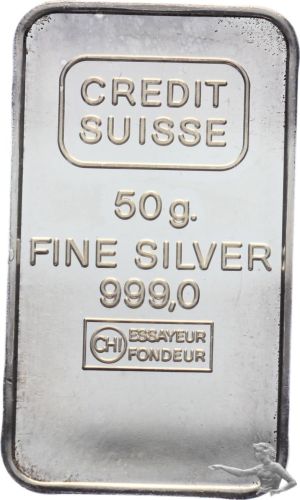 CREDIT
SUISSE
50 g.
FINE SILVER
999,0
CHI ESSAYEUR
FONDEUR